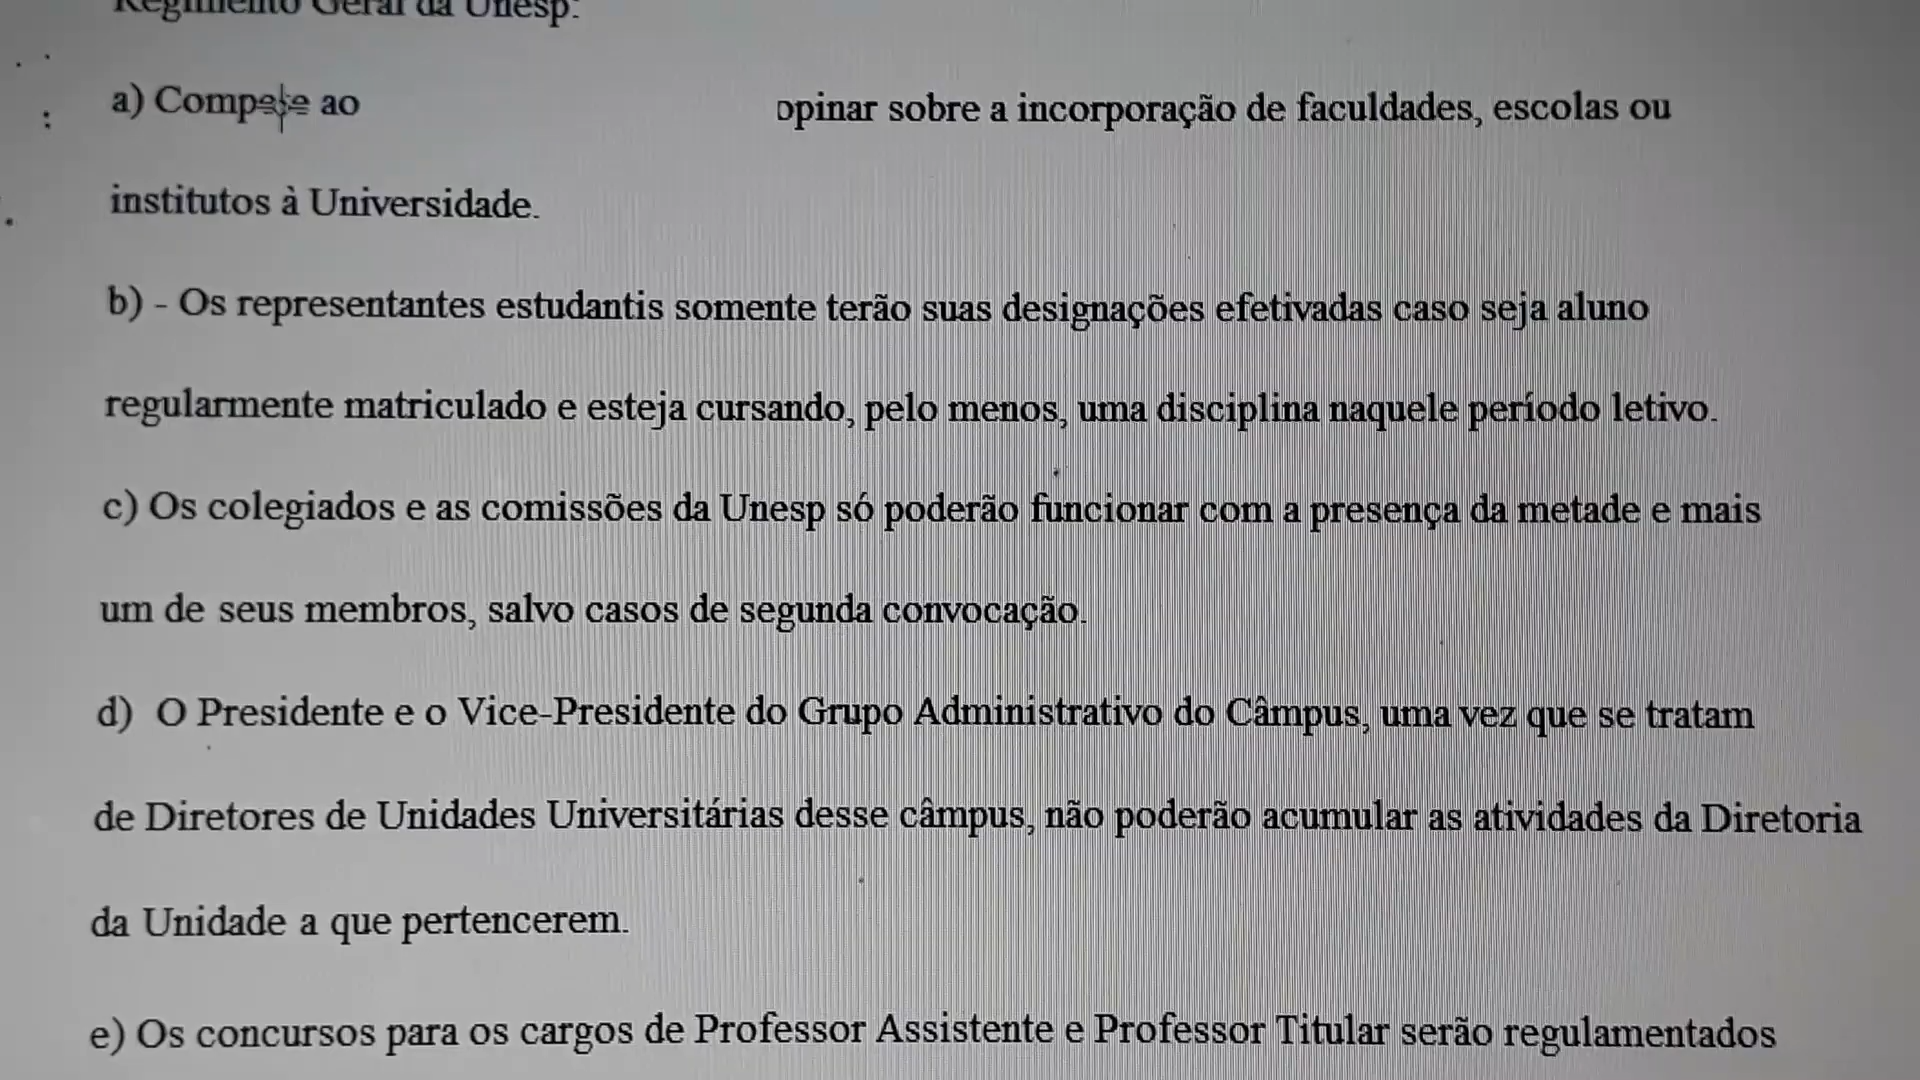 Regimento Geral da Unesp:
a) Compete ao opinar sobre a incorporação de faculdades, escolas ou
institutos à Universidade.
b) - Os representantes estudantis somente terão suas designações efetivadas caso seja aluno
regularmente matriculado e esteja cursando, pelo menos, uma disciplina naquele período letivo.
c) Os colegiados e as comissões da Unesp só poderão funcionar com a presença da metade e mais
um de seus membros, salvo casos de segunda convocação.
d) O Presidente e o Vice-Presidente do Grupo Administrativo do Câmpus, uma vez que se tratam
de Diretores de Unidades Universitárias desse câmpus, não poderão acumular as atividades da Diretoria
da Unidade a que pertencerem.
e) Os concursos para os cargos de Professor Assistente e Professor Titular serão regulamentados